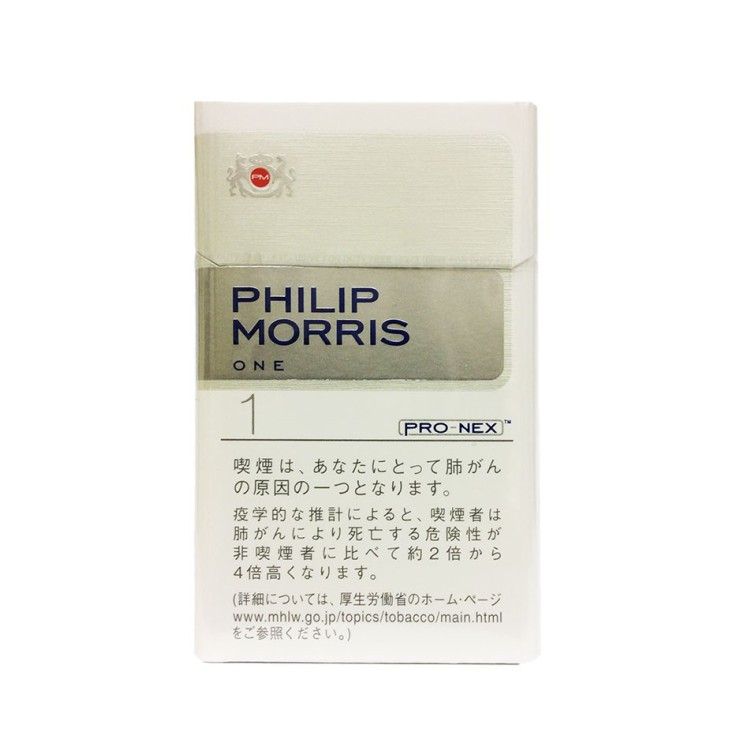 PM
PHILIP
MORRIS
ONE
1
PRO-NEX™
喫煙は、あなたにとって肺がん
の原因の一つとなります。
疫学的な推計によると、喫煙者は
肺がんにより死亡する危険性が
非喫煙者に比べて約2倍から
4倍高くなります。
(詳細については、厚生労働省のホーム・ページ
www.mhlw.go.jp/topics/tobacco/main.html
をご参照ください。)